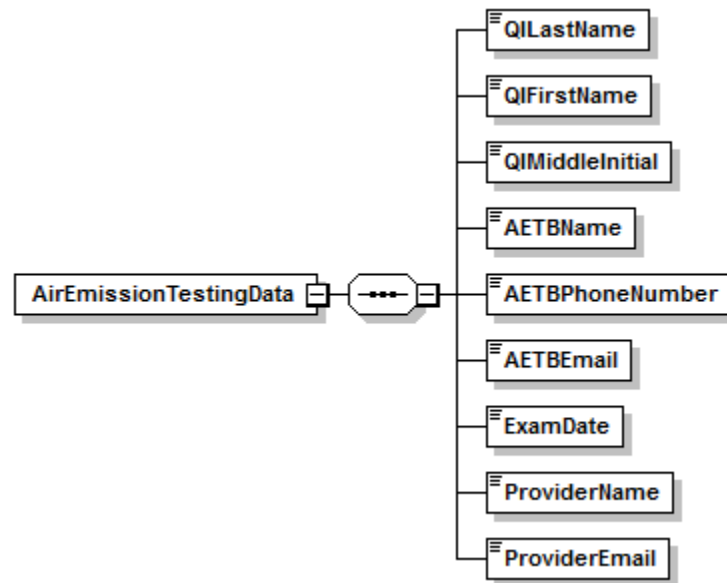 QILastName
QIFirstName
QIMiddleInitial
AETBName
AirEmissionTestingData
AETBPhoneNumber
AETBEmail
ExamDate
ProviderName
ProviderEmail